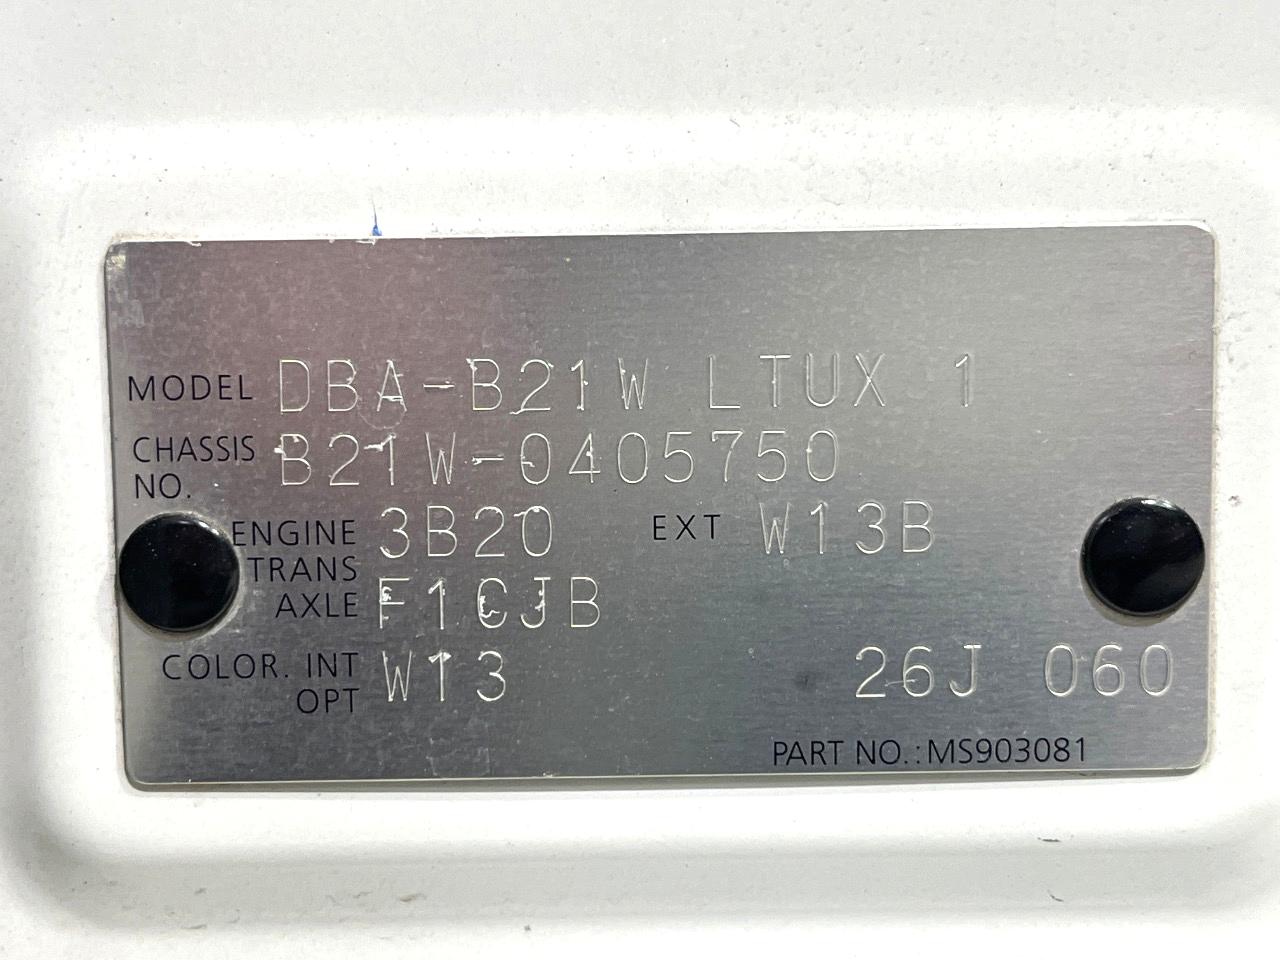 MODEL DBA-B21W LTUX 1
CHASSIS NO. B21W-0405750
ENGINE 3B20 EXT W13B
TRANS AXLE F1CJB
COLOR. INT OPT W13 26J 060
PART NO.: MS903081